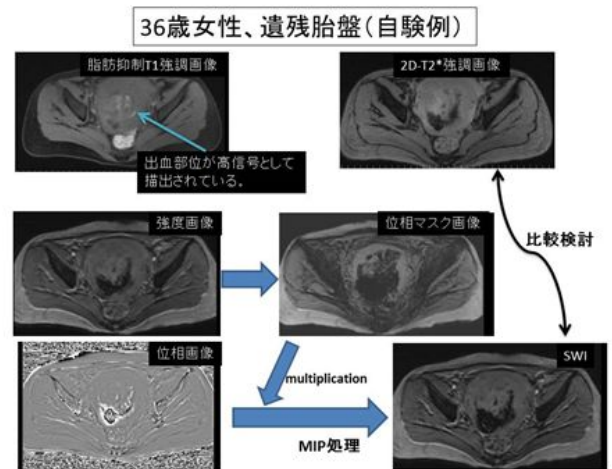 36歳女性、遺残胎盤（自験例）
脂肪抑制T1強調画像
2D-T2*強調画像
出血部位が高信号として
描出されている。
強度画像
位相マスク画像
比較検討
位相画像
multiplication
SWI
MIP処理